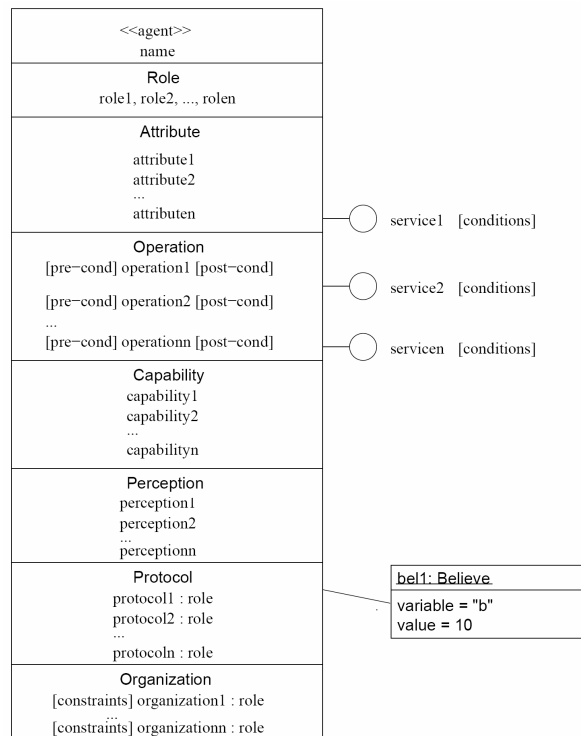 <<agent>>
name
Role
role1, role2, ..., rolen
Attribute
attribute1
attribute2
...
attributen
service1 [conditions]
Operation
[pre−cond] operation1 [post−cond]
service2 [conditions]
[pre−cond] operation2 [post−cond]
...
[pre−cond] operationn [post−cond]
servicen [conditions]
Capability
capability1
capability2
...
capabilityn
Perception
perception1
perception2
...
perceptionn
Protocol
protocol1 : role
protocol2 : role
...
protocoln : role
bel1: Believe
variable = "b"
value = 10
Organization
[constraints] organization1 : role
...
[constraints] organizationn : role